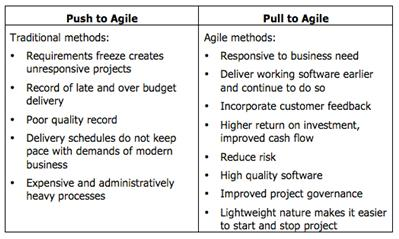 Push to Agile
Traditional methods:
• Requirements freeze creates
unresponsive projects
• Record of late and over budget
delivery
• Poor quality record
• Delivery schedules do not keep
pace with demands of modern
business
• Expensive and administratively
heavy processes
Pull to Agile
Agile methods:
• Responsive to business need
• Deliver working software earlier
and continue to do so
• Incorporate customer feedback
• Higher return on investment,
improved cash flow
• Reduce risk
• High quality software
• Improved project governance
• Lightweight nature makes it easier
to start and stop project